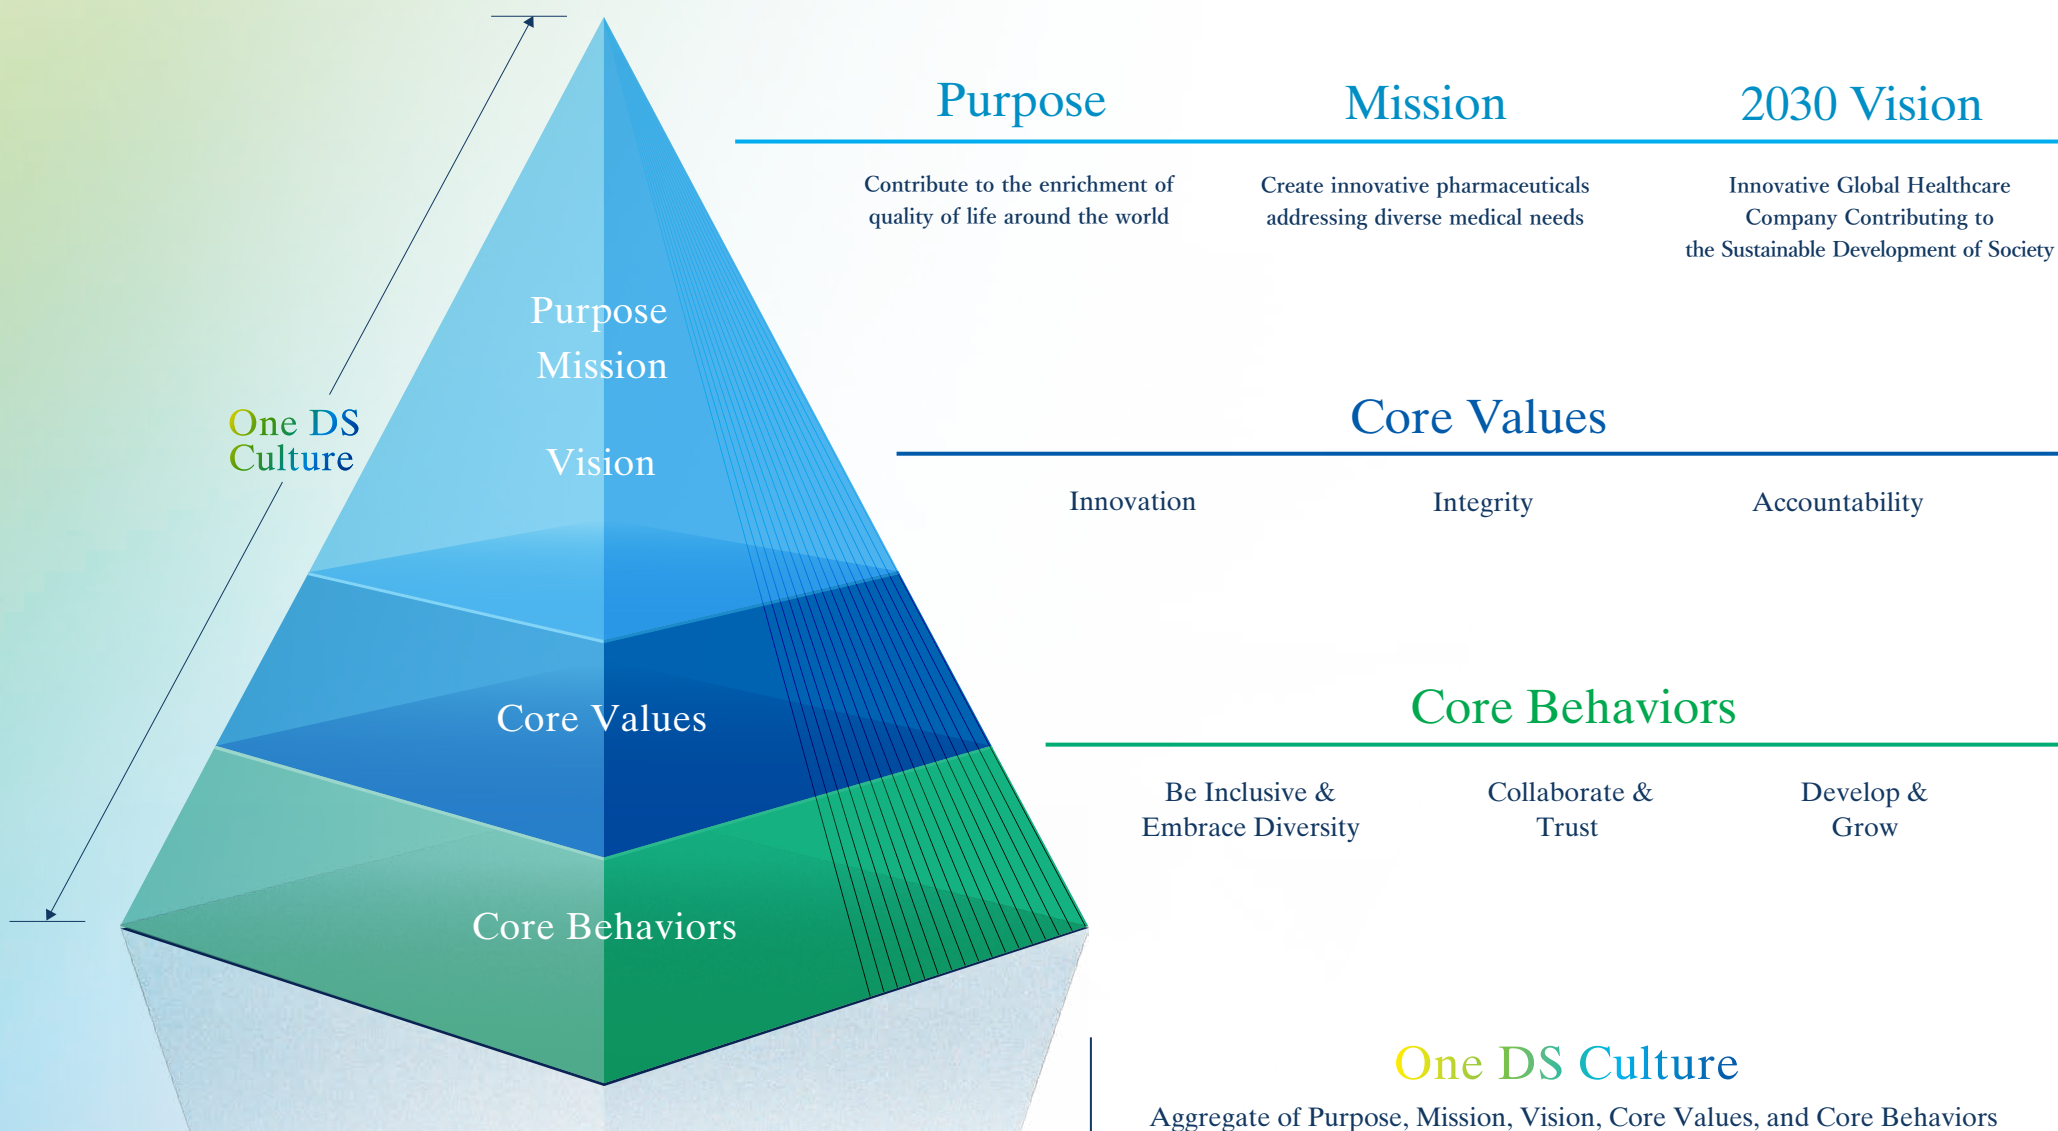 Purpose
Mission
2030 Vision
Contribute to the enrichment of
quality of life around the world
Create innovative pharmaceuticals
addressing diverse medical needs
Innovative Global Healthcare
Company Contributing to
the Sustainable Development of Society
Purpose
Mission
Vision
One DS
Culture
Core Values
Innovation
Integrity
Accountability
Core Values
Core Behaviors
Be Inclusive &
Embrace Diversity
Collaborate &
Trust
Develop &
Grow
Core Behaviors
One DS Culture
Aggregate of Purpose, Mission, Vision, Core Values, and Core Behaviors